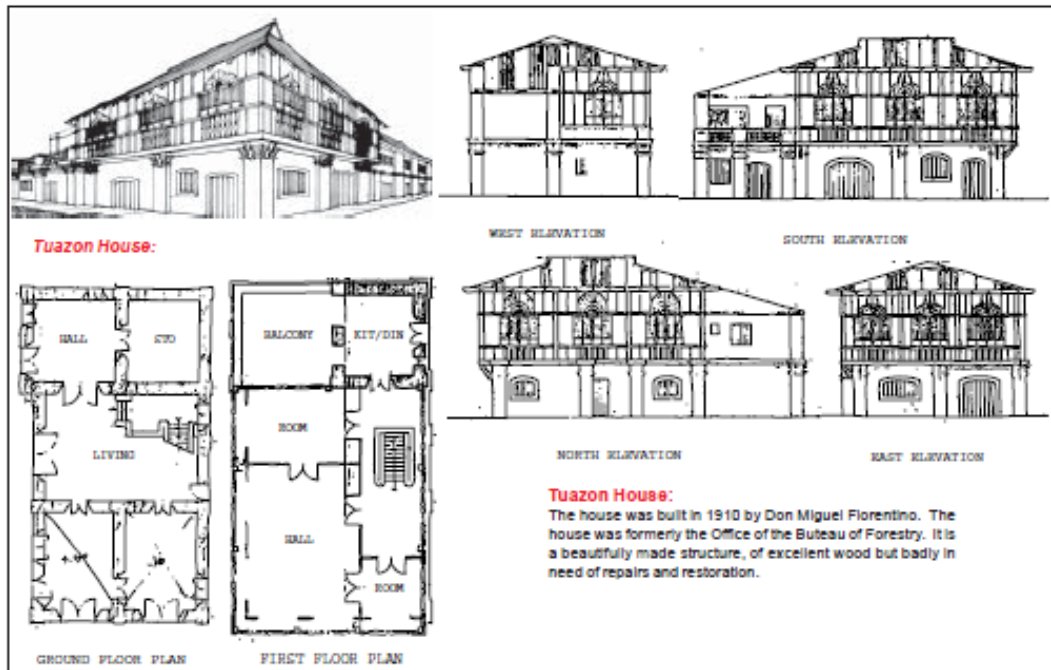 WEST ELEVATION
SOUTH ELEVATION
Tuazon House:
BALCONY
KIT/DIN
HALL
STO
ROOM
LIVING
HALL
ROOM
GROUND FLOOR PLAN
FIRST FLOOR PLAN
NORTH ELEVATION
EAST ELEVATION
Tuazon House:
The house was built in 1910 by Don Miguel Florentino. The
house was formerly the Office of the Buteau of Forestry. It is
a beautifully made structure, of excellent wood but badly in
need of repairs and restoration.